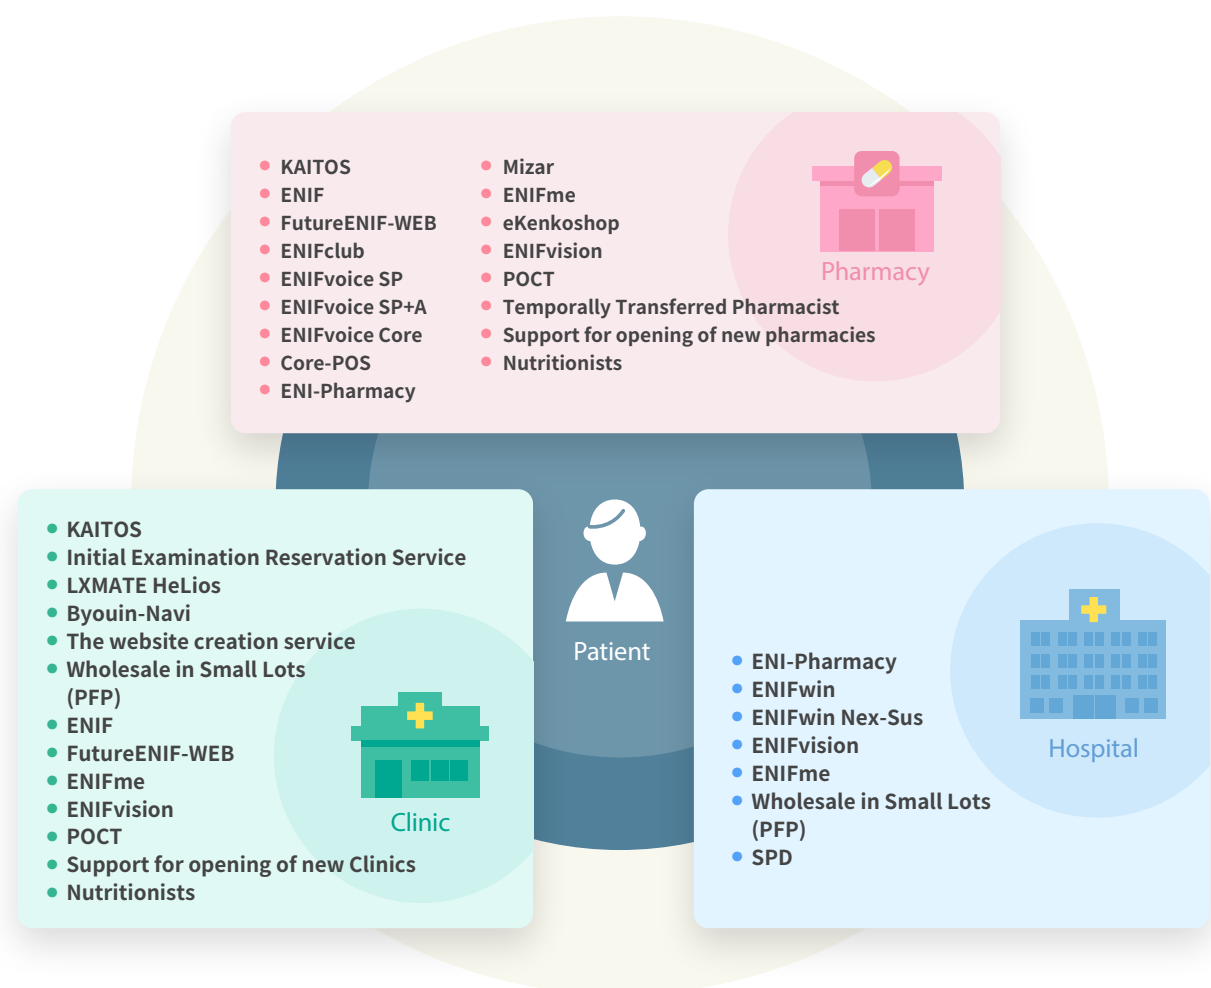 KAITOS
ENIF
FutureENIF-WEB
ENIFclub
ENIFvoice SP
ENIFvoice SP+A
ENIFvoice Core
Core-POS
ENI-Pharmacy
Mizar
ENIFme
eKenkoshop
ENIFvision
POCT
Temporally Transferred Pharmacist
Support for opening of new pharmacies
Nutritionists
Pharmacy
KAITOS
Initial Examination Reservation Service
LXMATE HeLios
Byouin-Navi
The website creation service
Wholesale in Small Lots
(PFP)
ENIF
FutureENIF-WEB
ENIFme
ENIFvision
POCT
Support for opening of new Clinics
Nutritionists
Clinic
Patient
ENI-Pharmacy
ENIFwin
ENIFwin Nex-Sus
ENIFvision
ENIFme
Wholesale in Small Lots
(PFP)
SPD
Hospital